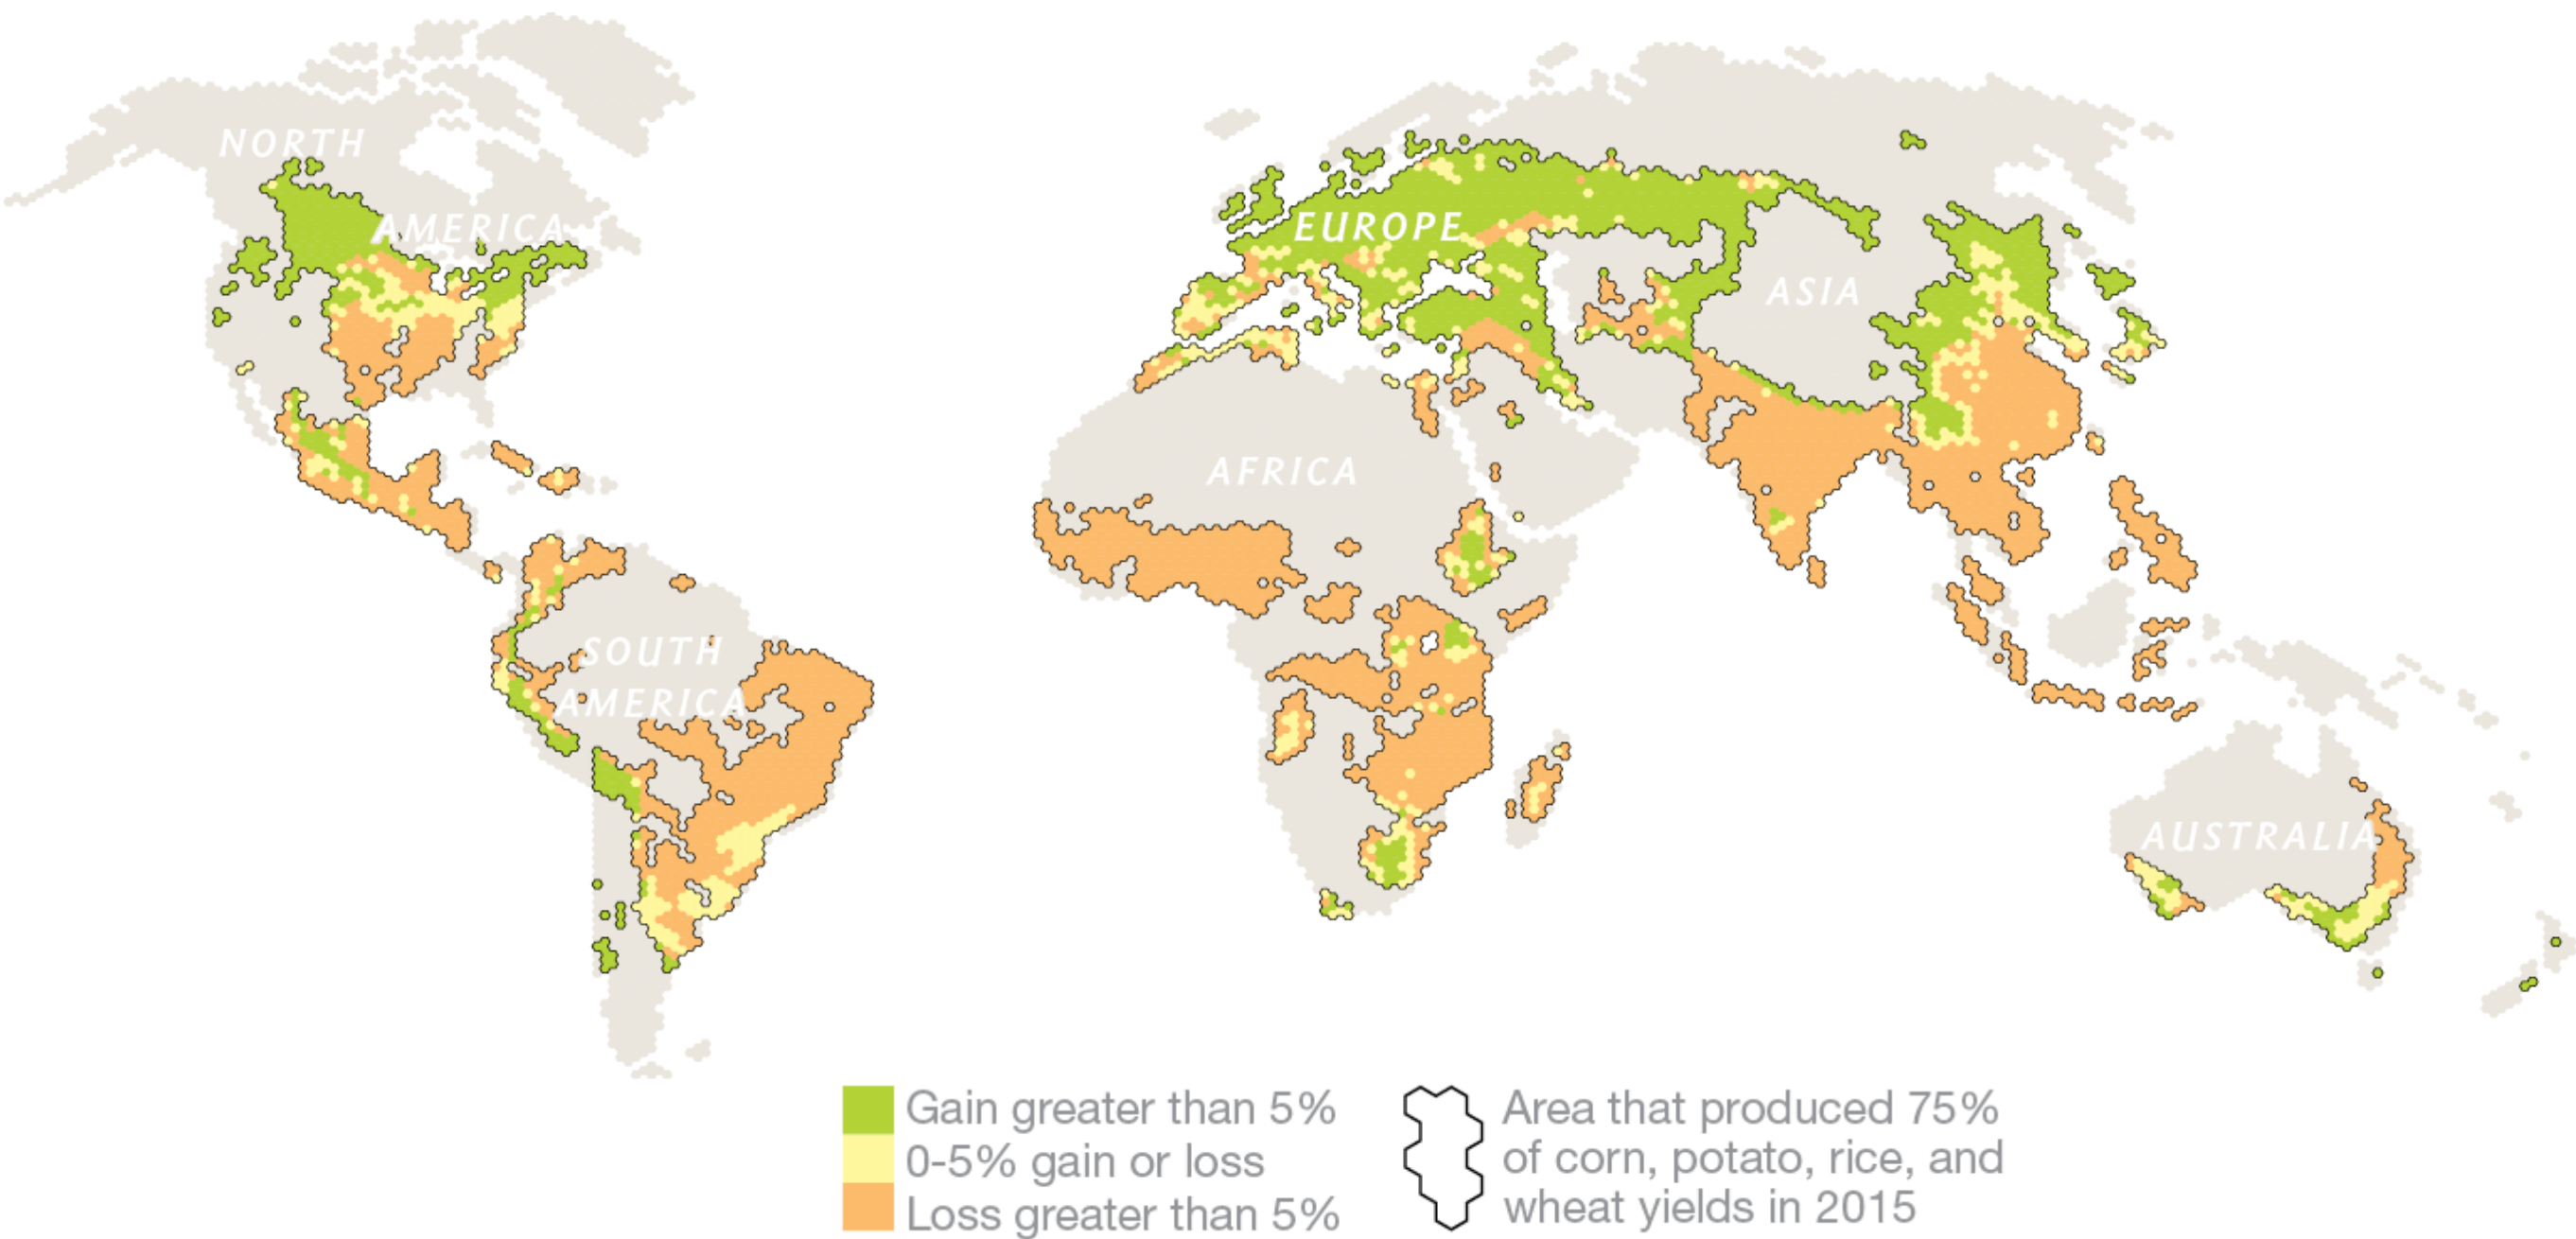 NORTH
AMERICA
EUROPE
ASIA
AFRICA
SOUTH
AMERICA
AUSTRALIA
Gain greater than 5%
0-5% gain or loss
Loss greater than 5%
Area that produced 75%
of corn, potato, rice, and
wheat yields in 2015